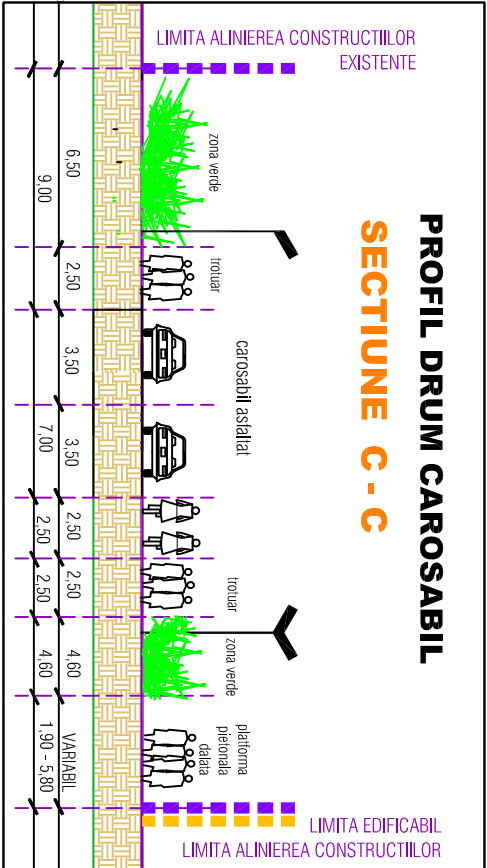 PROFIL DRUM CAROSABIL
SECTIUNE C - C
LIMITA ALINIEREA CONSTRUCTIILOR
EXISTENTE
zona verde
trotuar
carosabil asfaltat
trotuar
zona verde
platforma
pietonala
dalata
LIMITA EDIFICABIL
LIMITA ALINIEREA CONSTRUCTIILOR
6,50
2,50
3,50
3,50
2,50
2,50
4,60
VARIABIL
9,00
7,00
2,50
2,50
4,60
1,90 - 5,80